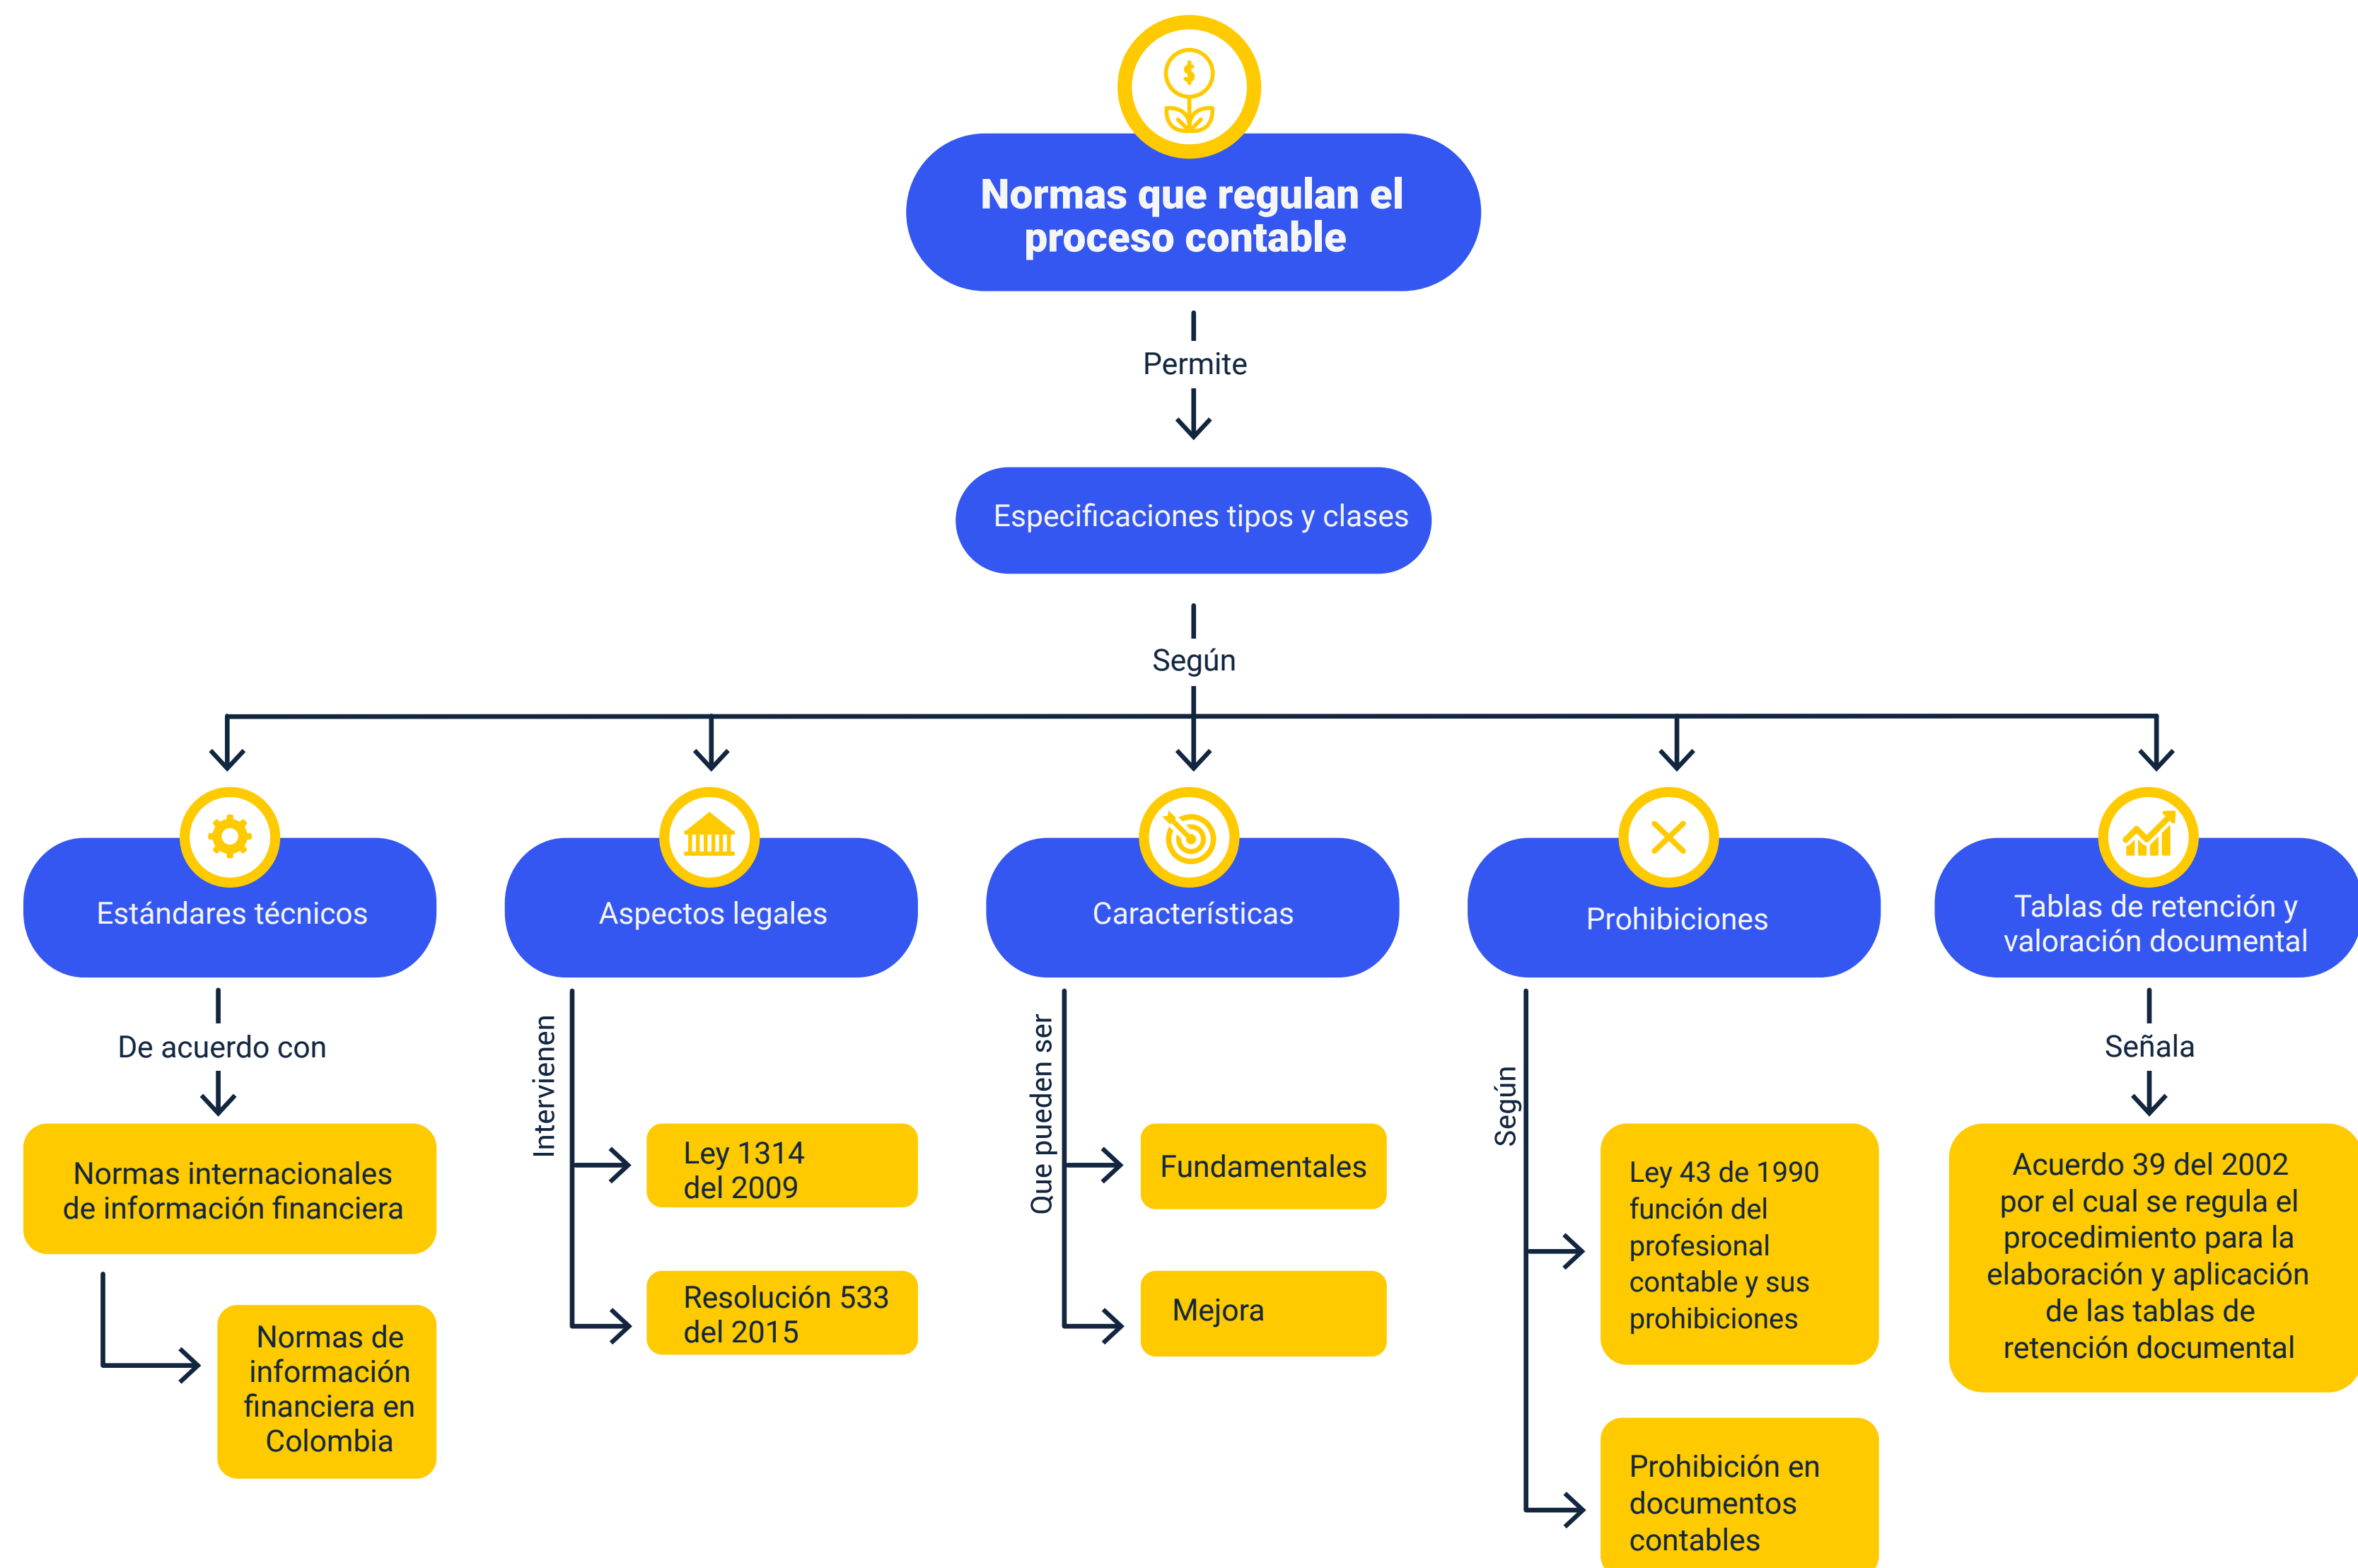 $
Normas que regulan el
proceso contable
Permite
Especificaciones tipos y clases
Según
Estándares técnicos
De acuerdo con
Normas internacionales
de información financiera
Normas de
información
financiera en
Colombia
Aspectos legales
Intervienen
Ley 1314
del 2009
Resolución 533
del 2015
Características
Que pueden ser
Fundamentales
Mejora
Prohibiciones
Según
Ley 43 de 1990
función del
profesional
contable y sus
prohibiciones
Prohibición en
documentos
contables
Tablas de retención y
valoración documental
Señala
Acuerdo 39 del 2002
por el cual se regula el
procedimiento para la
elaboración y aplicación
de las tablas de
retención documental